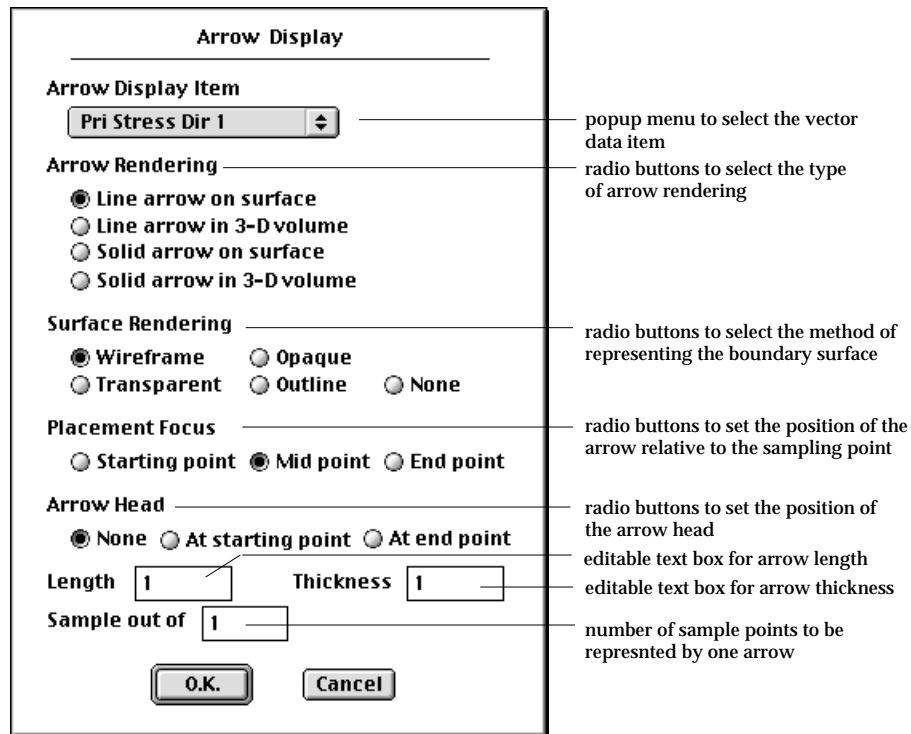 Arrow Display
Arrow Display Item
Pri Stress Dir 1
popup menu to select the vector
data item
Arrow Rendering
radio buttons to select the type
of arrow rendering
Line arrow on surface
Line arrow in 3-D volume
Solid arrow on surface
Solid arrow in 3-D volume
Surface Rendering
radio buttons to select the method of
representing the boundary surface
Wireframe Opaque
Transparent Outline None
Placement Focus
radio buttons to set the position of the
arrow relative to the sampling point
Starting point Mid point End point
Arrow Head
radio buttons to set the position of
the arrow head
None At starting point At end point
editable text box for arrow length
Length 1 Thickness 1
editable text box for arrow thickness
Sample out of 1
number of sample points to be
represnted by one arrow
O.K. Cancel